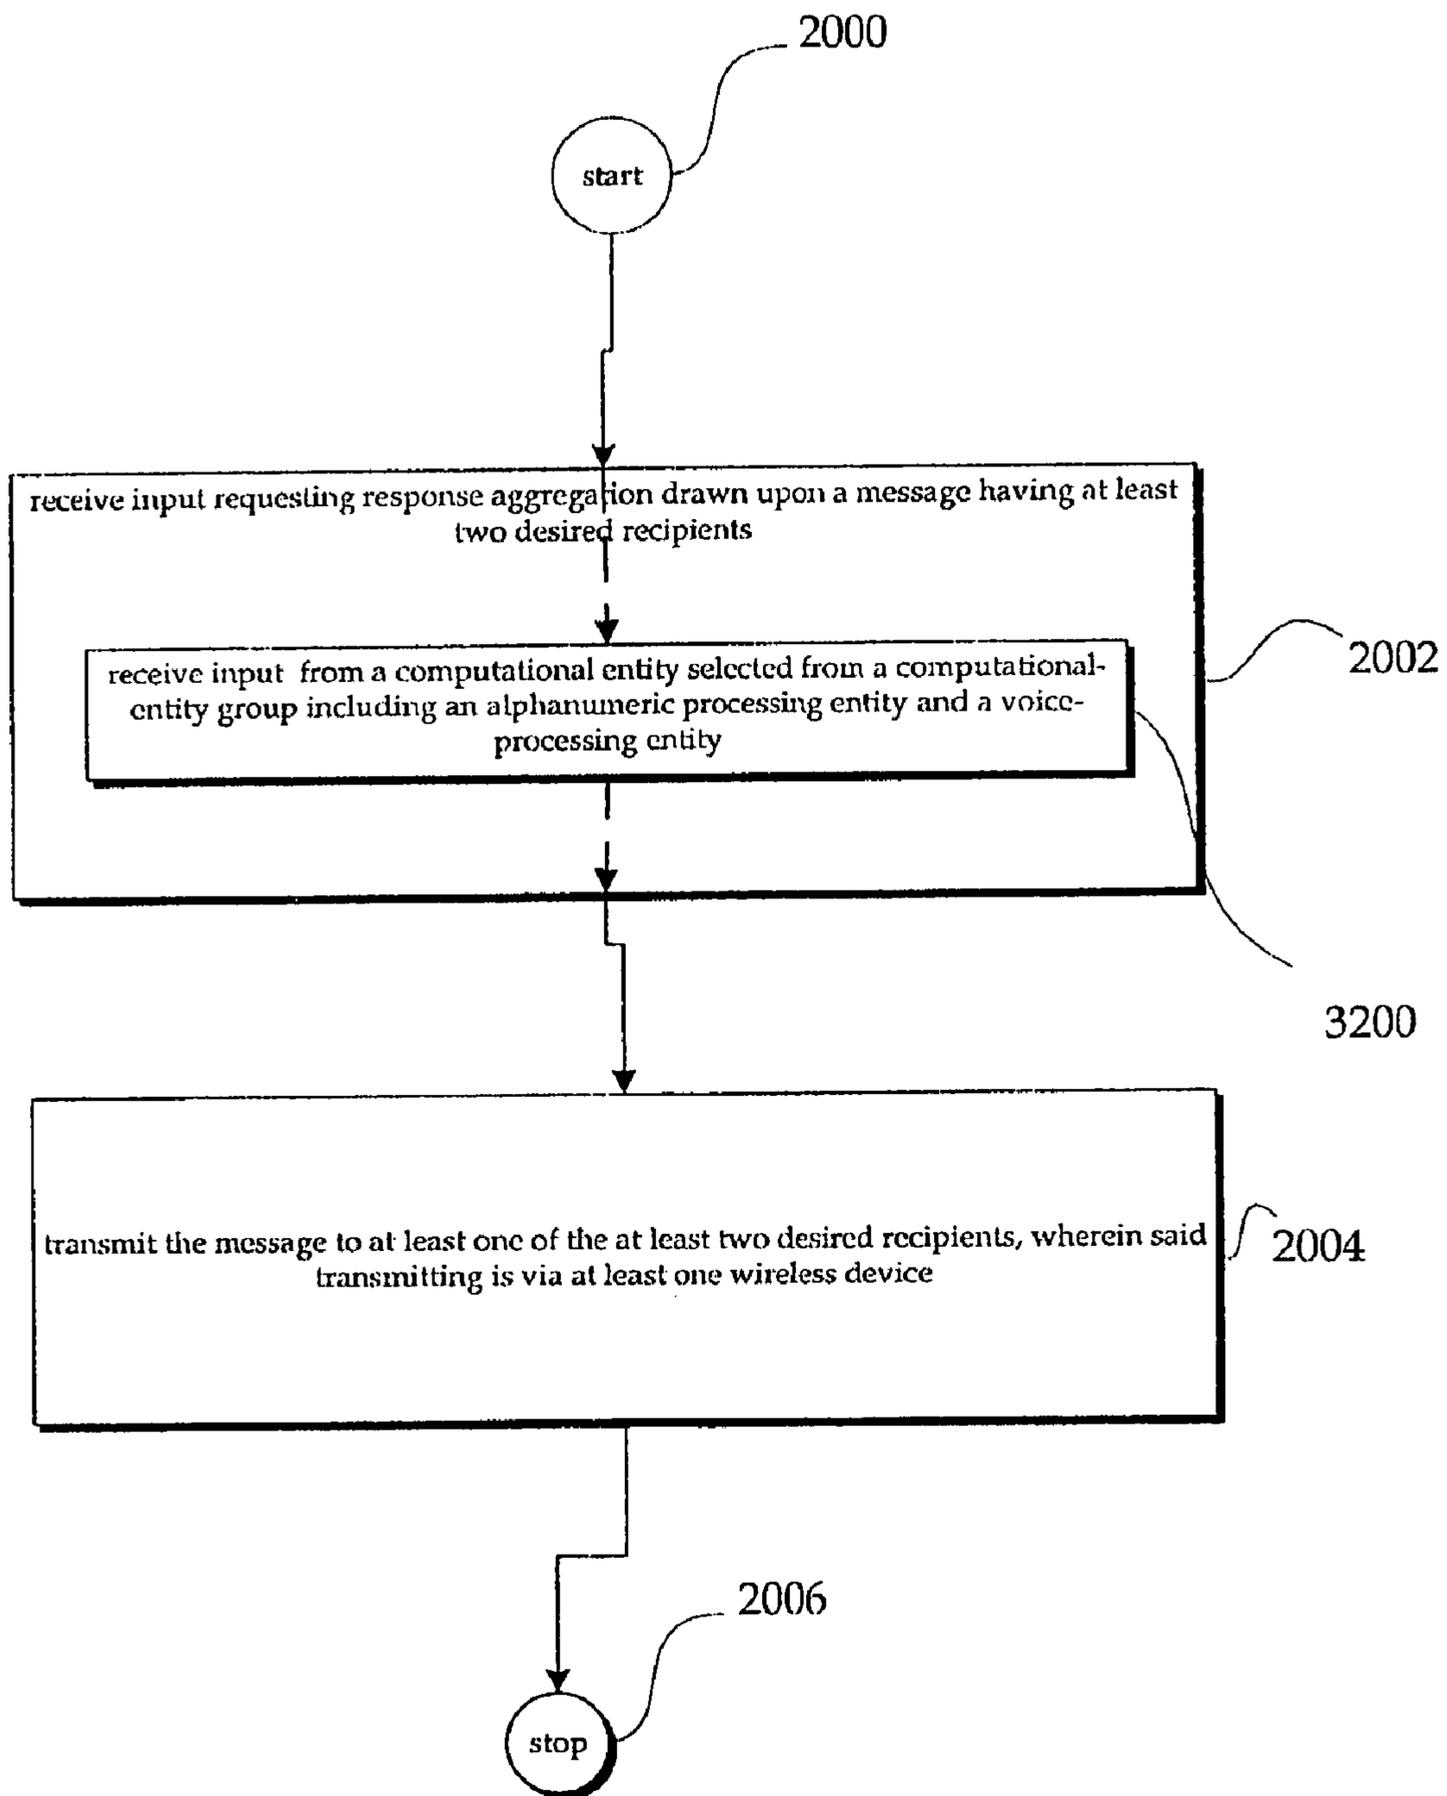 2000
start
receive input requesting response aggregation drawn upon a message having at least
two desired recipients
receive input from a computational entity selected from a computational-
entity group including an alphanumeric processing entity and a voice-
processing entity
2002
3200
transmit the message to at least one of the at least two desired recipients, wherein said
transmitting is via at least one wireless device
2004
2006
stop